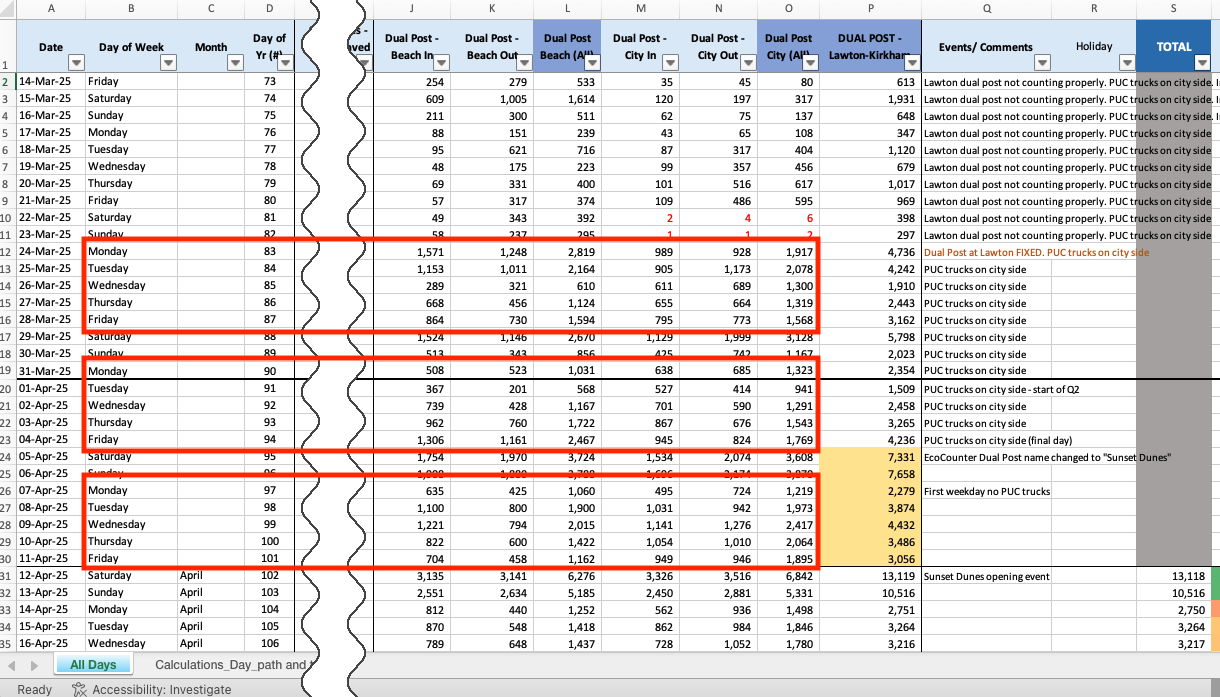 A B C D J K L M N O P Q R S
1 Date Day of Week Month Day of Yr (#) Dual Post - Beach In Dual Post - Beach Out Dual Post Beach (Al Dual Post - City In Dual Post - City Out Dual Post City (All DUAL POST - Lawton-Kirkham Events/ Comments Holiday TOTAL
2 14-Mar-25 Friday 73 254 279 533 35 45 80 613 Lawton dual post not counting properly. PUC trucks on city side. I
3 15-Mar-25 Saturday 74 609 1,005 1,614 120 197 317 1,931 Lawton dual post not counting properly. PUC trucks on city side. I
4 16-Mar-25 Sunday 75 211 300 511 62 75 137 648 Lawton dual post not counting properly. PUC trucks on city side. I
5 17-Mar-25 Monday 76 88 151 239 43 65 108 347 Lawton dual post not counting properly. PUC trucks on city side
6 18-Mar-25 Tuesday 77 95 621 716 87 317 404 1,120 Lawton dual post not counting properly. PUC trucks on city side
7 19-Mar-25 Wednesday 78 48 175 223 99 357 456 679 Lawton dual post not counting properly. PUC trucks on city side
8 20-Mar-25 Thursday 79 69 331 400 101 516 617 1,017 Lawton dual post not counting properly. PUC trucks on city side
9 21-Mar-25 Friday 80 57 317 374 109 486 595 969 Lawton dual post not counting properly. PUC trucks on city side
10 22-Mar-25 Saturday 81 49 343 392 2 4 6 398 Lawton dual post not counting properly. PUC trucks on city side
11 23-Mar-25 Sunday 82 58 237 295 1 1 2 297 Lawton dual post not counting properly. PUC trucks on city side
12 24-Mar-25 Monday 83 1,571 1,248 2,819 989 928 1,917 4,736 Dual Post at Lawton FIXED. PUC trucks on city side
13 25-Mar-25 Tuesday 84 1,153 1,011 2,164 905 1,173 2,078 4,242 PUC trucks on city side
14 26-Mar-25 Wednesday 85 289 321 610 611 689 1,300 1,910 PUC trucks on city side
15 27-Mar-25 Thursday 86 668 456 1,124 655 664 1,319 2,443 PUC trucks on city side
16 28-Mar-25 Friday 87 864 730 1,594 795 773 1,568 3,162 PUC trucks on city side
17 29-Mar-25 Saturday 88 1,524 1,146 2,670 1,129 1,999 3,128 5,798 PUC trucks on city side
18 30-Mar-25 Sunday 89 513 343 856 425 742 1,167 2,023 PUC trucks on city side
19 31-Mar-25 Monday 90 508 523 1,031 638 685 1,323 2,354 PUC trucks on city side
20 01-Apr-25 Tuesday 91 367 201 568 527 414 941 1,509 PUC trucks on city side - start of Q2
21 02-Apr-25 Wednesday 92 739 428 1,167 701 590 1,291 2,458 PUC trucks on city side
22 03-Apr-25 Thursday 93 962 760 1,722 867 676 1,543 3,265 PUC trucks on city side
23 04-Apr-25 Friday 94 1,306 1,161 2,467 945 824 1,769 4,236 PUC trucks on city side (final day)
24 05-Apr-25 Saturday 95 1,754 1,970 3,724 1,534 2,074 3,608 7,331 EcoCounter Dual Post name changed to "Sunset Dunes"
25 06-Apr-25 Sunday 7,658
26 07-Apr-25 Monday 97 635 425 1,060 495 724 1,219 2,279 First weekday no PUC trucks
27 08-Apr-25 Tuesday 98 1,100 800 1,900 1,031 942 1,973 3,874
28 09-Apr-25 Wednesday 99 1,221 794 2,015 1,141 1,276 2,417 4,432
29 10-Apr-25 Thursday 100 822 600 1,422 1,054 1,010 2,064 3,486
30 11-Apr-25 Friday 101 704 458 1,162 949 946 1,895 3,056
31 12-Apr-25 Saturday April 102 3,135 3,141 6,276 3,326 3,516 6,842 13,119 Sunset Dunes opening event 13,118
32 13-Apr-25 Sunday April 103 2,551 2,634 5,185 2,450 2,881 5,331 10,516 10,516
33 14-Apr-25 Monday April 104 812 440 1,252 562 936 1,498 2,751 2,750
34 15-Apr-25 Tuesday April 105 870 548 1,418 862 984 1,846 3,264 3,264
35 16-Apr-25 Wednesday April 106 789 648 1,437 728 1,052 1,780 3,216 3,217
All Days Calculations_Day_path and
Ready Accessibility: Investigate